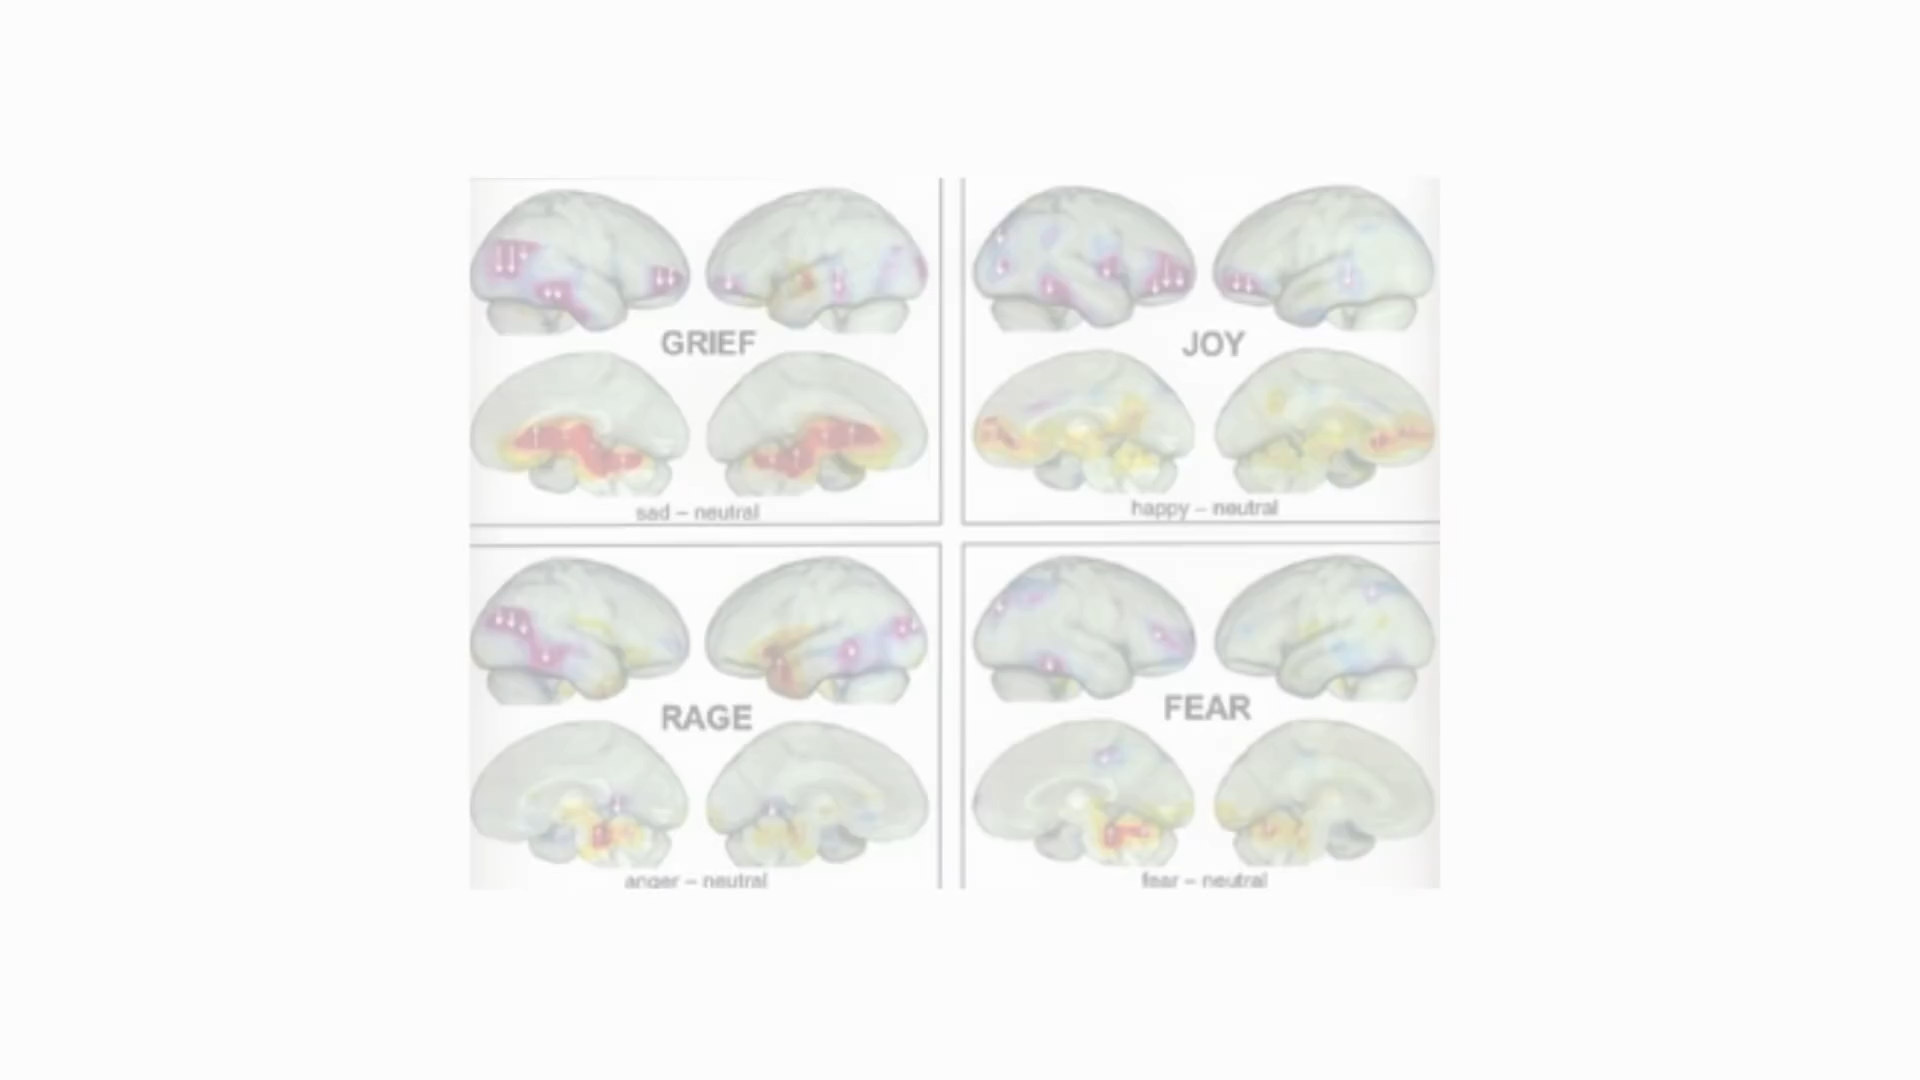 GRIEF
sad – neutral
JOY
happy – neutral
RAGE
anger – neutral
FEAR
fear – neutral